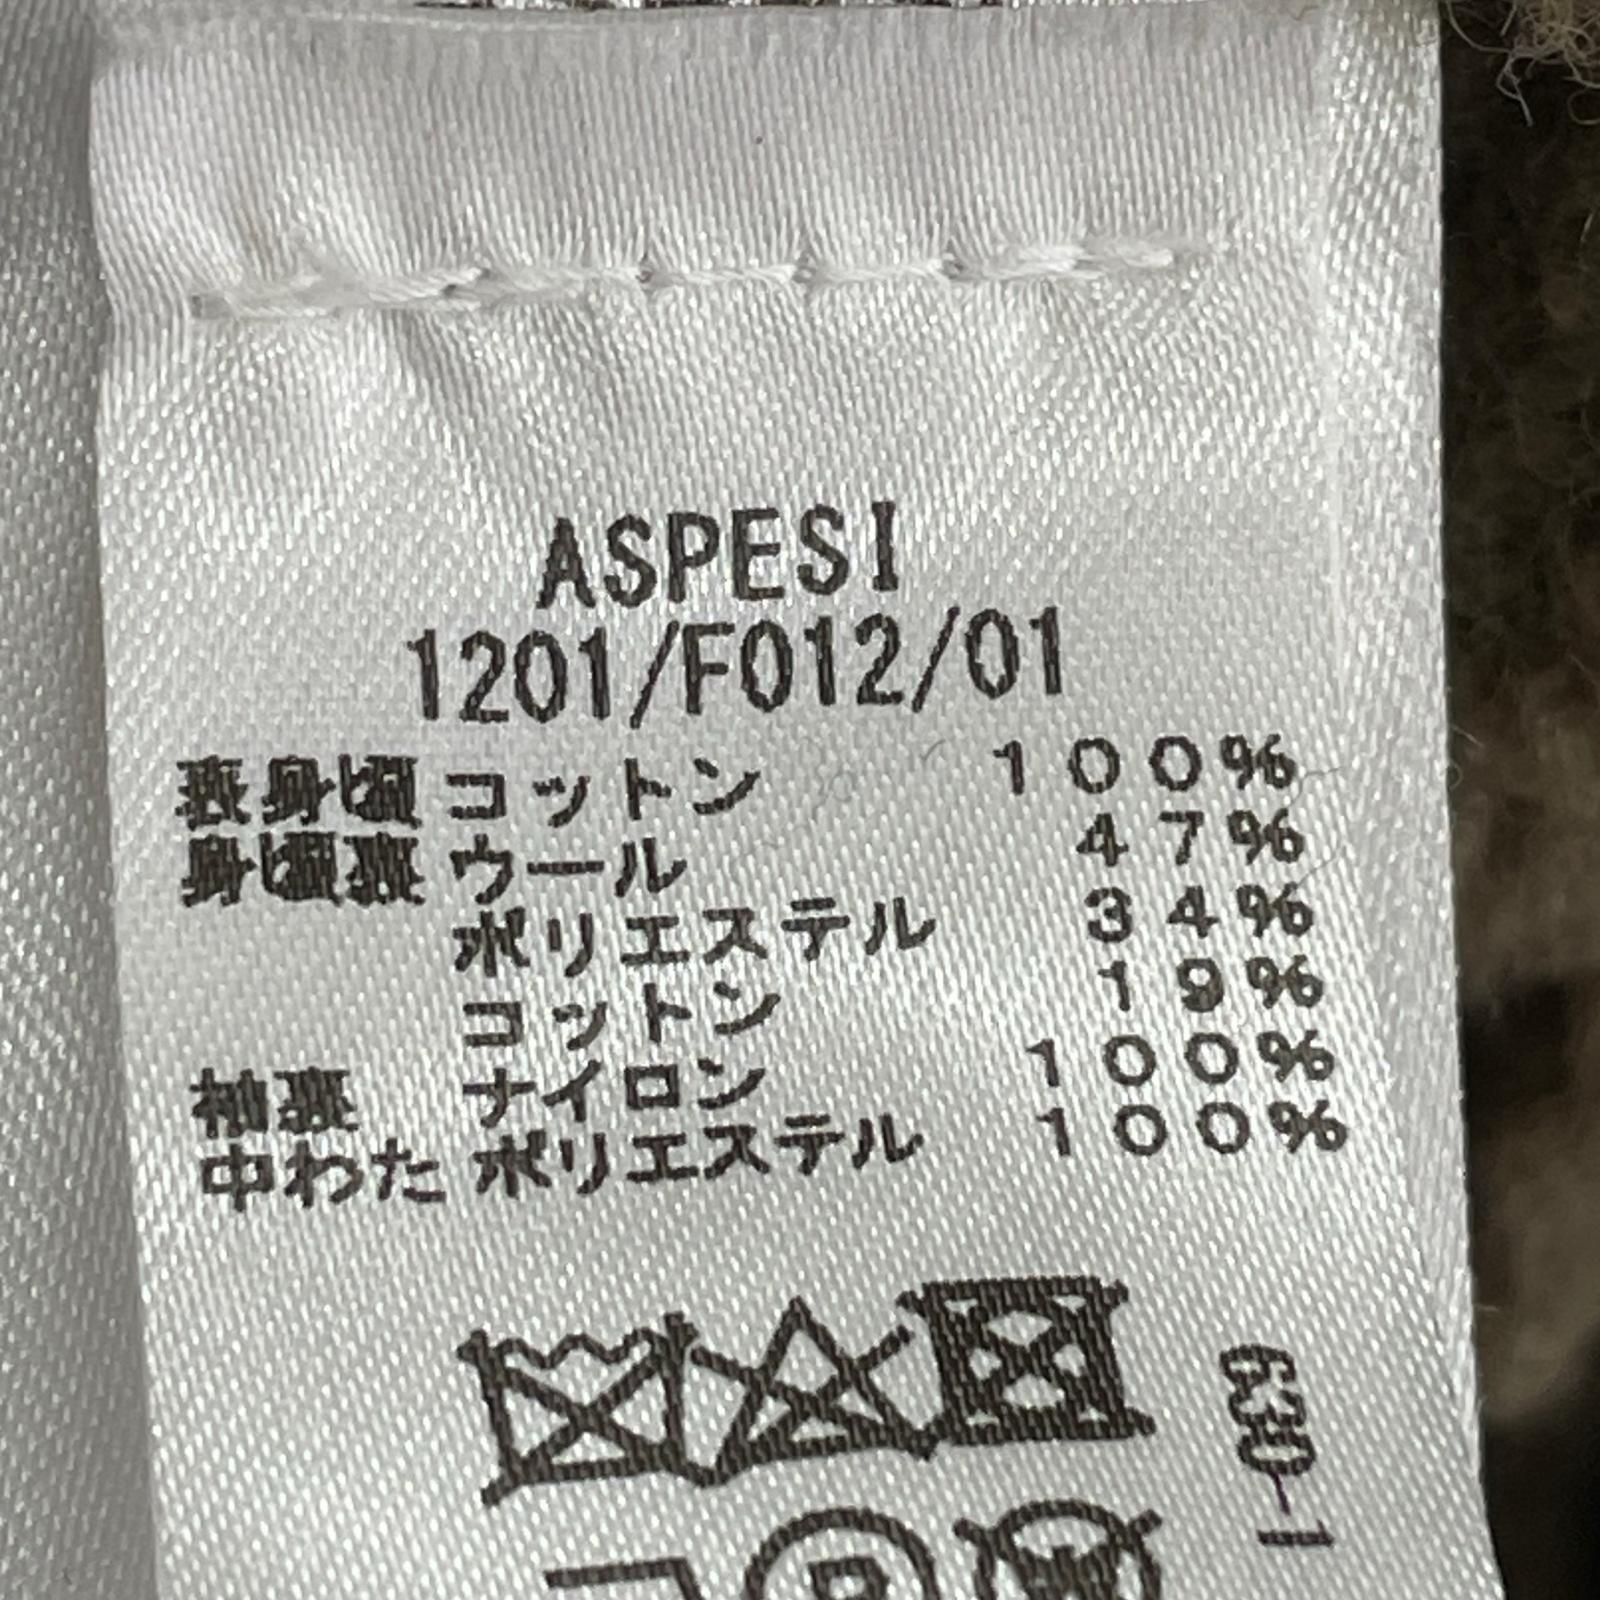 ASPESI
1201/F012/01
表身頃 コットン 100%
身頃裏 ウール 47%
ポリエステル 34%
コットン 19%
袖裏 ナイロン 100%
中わた ポリエステル 100%
630-1
P
W